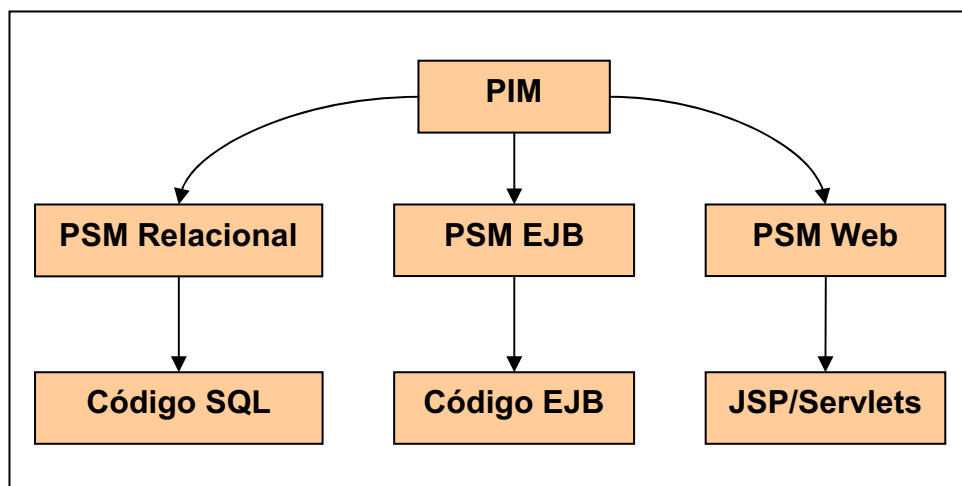 PIM
PSM Relacional
PSM EJB
PSM Web
Código SQL
Código EJB
JSP/Servlets